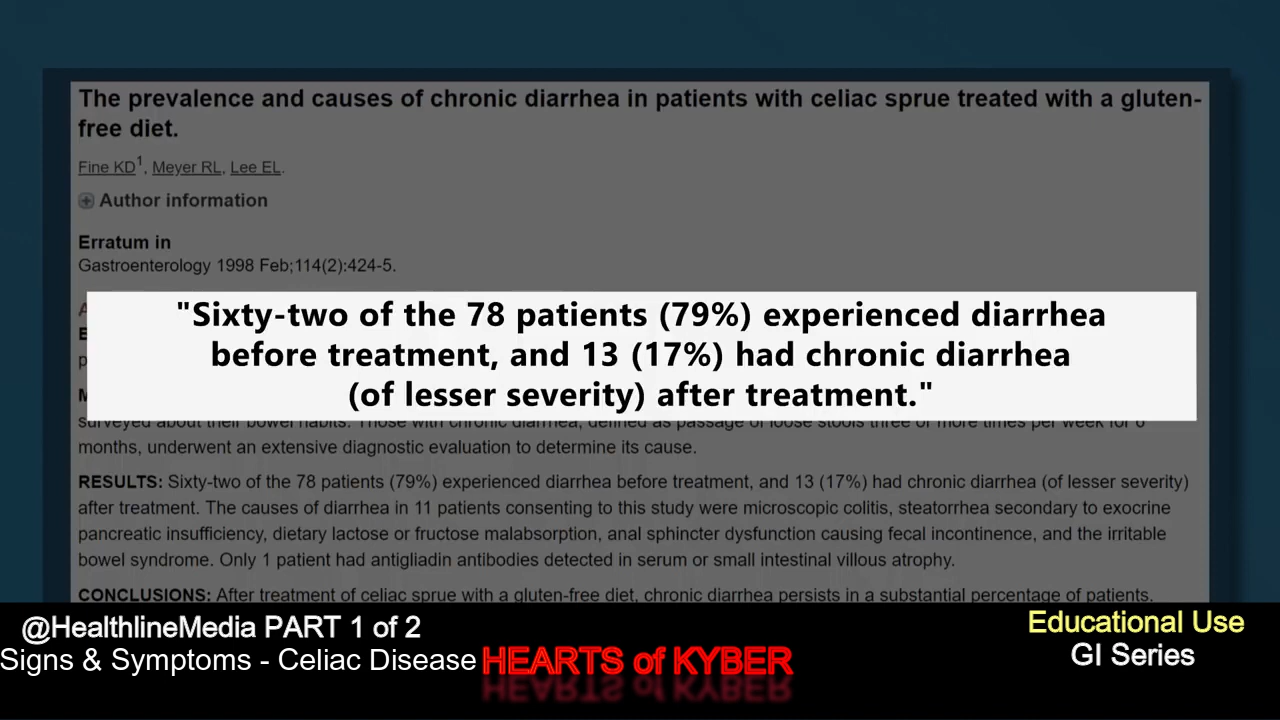 The prevalence and causes of chronic diarrhea in patients with celiac sprue treated with a gluten-
free diet.
Fine KD1, Meyer RL, Lee EL.
Author information
Erratum in
Gastroenterology 1998 Feb;114(2):424-5.
"Sixty-two of the 78 patients (79%) experienced diarrhea
before treatment, and 13 (17%) had chronic diarrhea
(of lesser severity) after treatment."
surveyed about their bowel habits. Those with chronic diarrhea, defined as passage of loose stools three or more times per week for 6
months, underwent an extensive diagnostic evaluation to determine its cause.
RESULTS: Sixty-two of the 78 patients (79%) experienced diarrhea before treatment, and 13 (17%) had chronic diarrhea (of lesser severity)
after treatment. The causes of diarrhea in 11 patients consenting to this study were microscopic colitis, steatorrhea secondary to exocrine
pancreatic insufficiency, dietary lactose or fructose malabsorption, anal sphincter dysfunction causing fecal incontinence, and the irritable
bowel syndrome. Only 1 patient had antigliadin antibodies detected in serum or small intestinal villous atrophy.
CONCLUSIONS: After treatment of celiac sprue with a gluten-free diet, chronic diarrhea persists in a substantial percentage of patients.
@HealthlineMedia PART 1 of 2
Signs & Symptoms - Celiac Disease
HEARTS of KYBER
Educational Use
GI Series